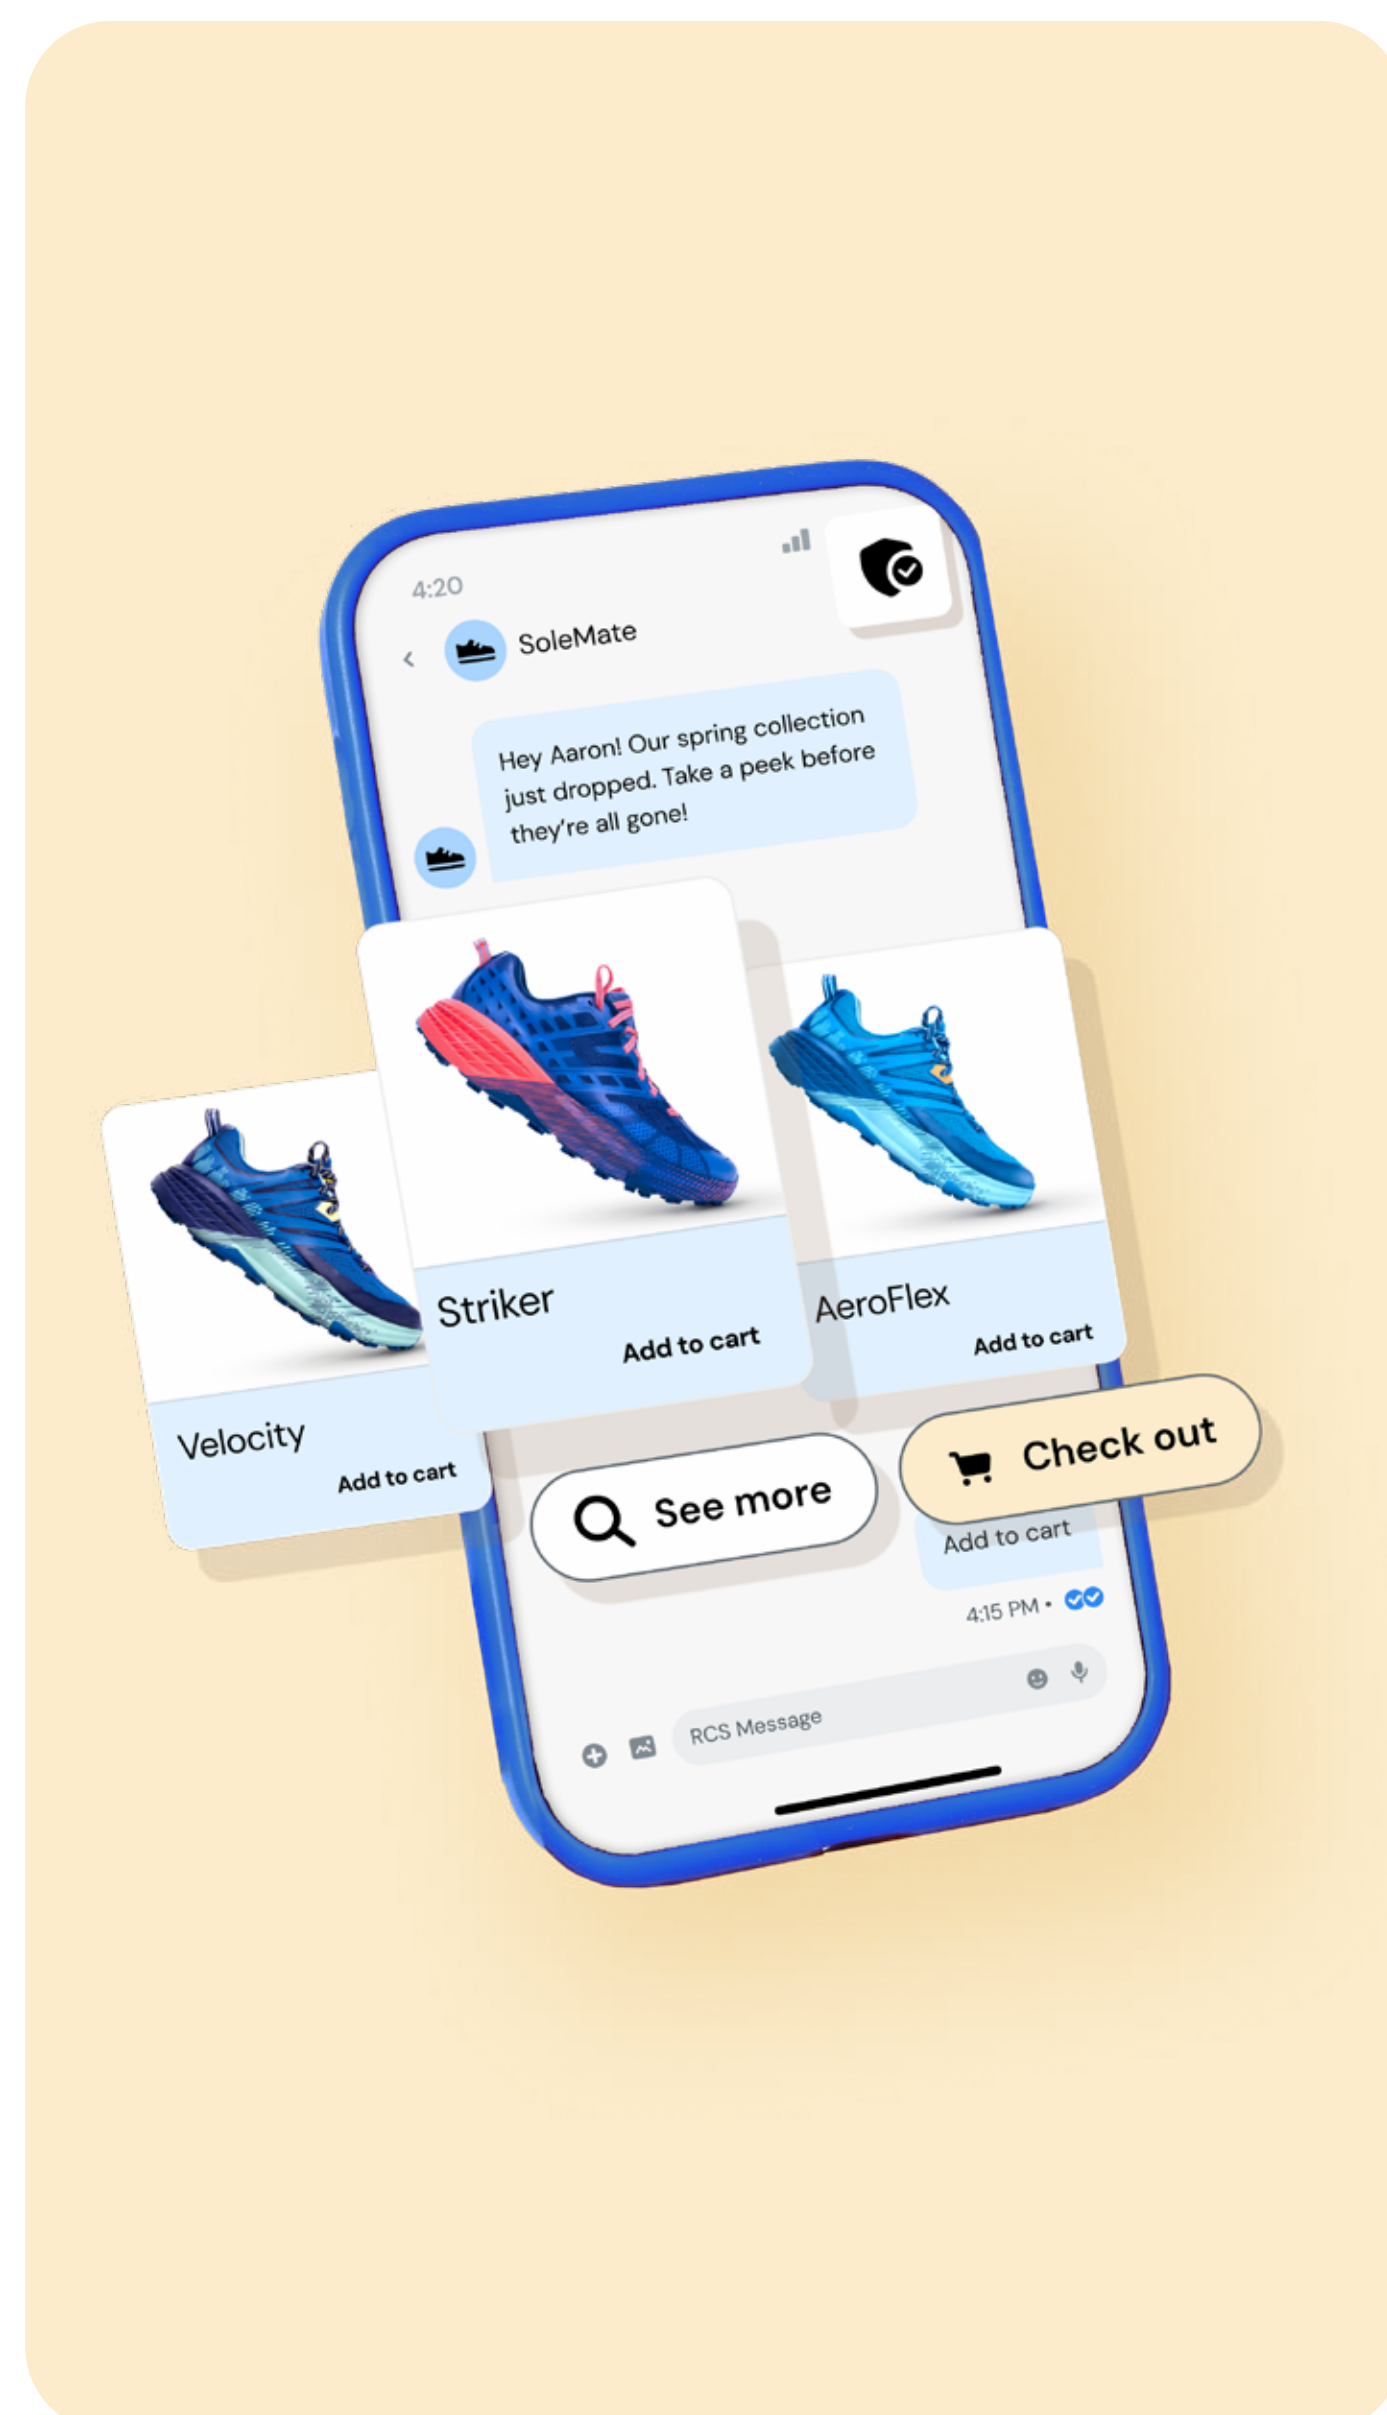 4:20
SoleMate
Hey Aaron! Our spring collection
just dropped. Take a peek before
they're all gone!
Striker
Add to cart
AeroFlex
Add to cart
Velocity
Add to cart
See more
Check out
Add to cart
4:15 PM •
RCS Message